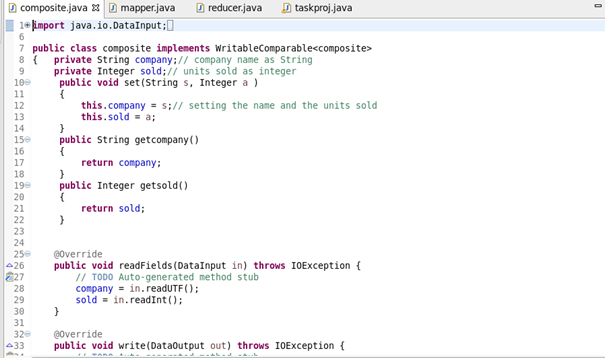 composite.java mapper.java reducer.java taskproj.java
1 import java.io.DataInput;
6
7 public class composite implements WritableComparable<composite>
8 { private String company;// company name as String
9 private Integer sold;// units sold as integer
10 public void set(String s, Integer a )
11 {
12 this.company = s;// setting the name and the units sold
13 this.sold = a;
14 }
15 public String getcompany()
16 {
17 return company;
18 }
19 public Integer getsold()
20 {
21 return sold;
22 }
23
24
25 @Override
26 public void readFields(DataInput in) throws IOException {
27 // TODO Auto-generated method stub
28 company = in.readUTF();
29 sold = in.readInt();
30 }
31
32 @Override
33 public void write(DataOutput out) throws IOException {
34 // TODO Auto-generated method stub